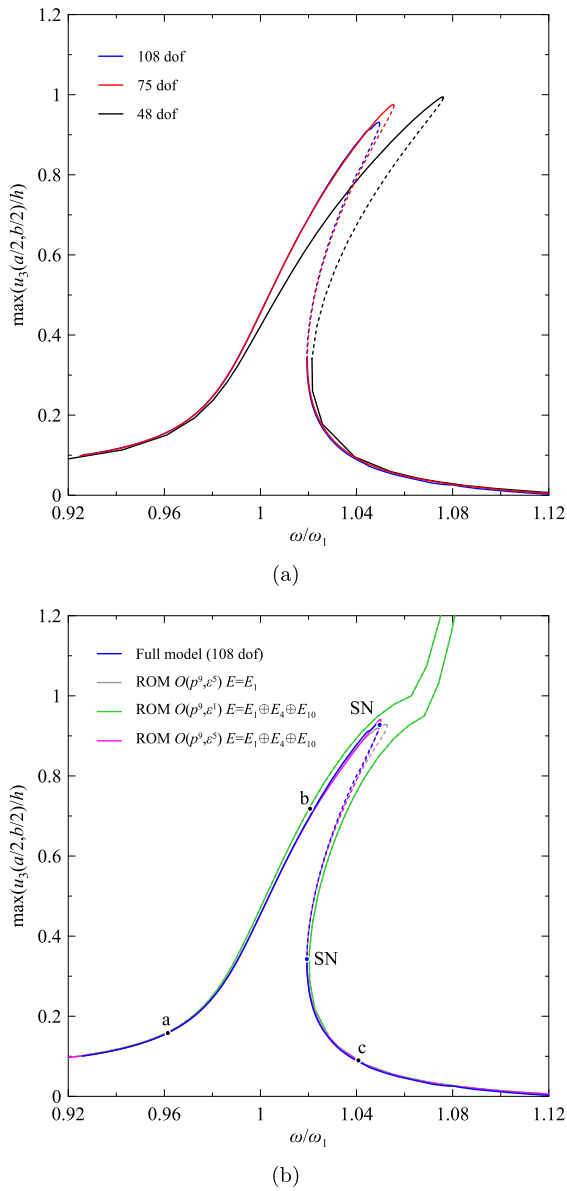 1.2
1
0.8
0.6
0.4
0.2
0
max(u₃(a/2,b/2)/h)
108 dof
75 dof
48 dof
0.92 0.96 1 1.04 1.08 1.12
ω/ω₁
(a)
1.2
1
0.8
0.6
0.4
0.2
0
max(u₃(a/2,b/2)/h)
Full model (108 dof)
ROM O(p⁹,ε⁵) E=E₁
ROM O(p⁹,ε¹) E=E₁⊕E₄⊕E₁₀
ROM O(p⁹,ε⁵) E=E₁⊕E₄⊕E₁₀
SN
b
SN
a
c
0.92 0.96 1 1.04 1.08 1.12
ω/ω₁
(b)